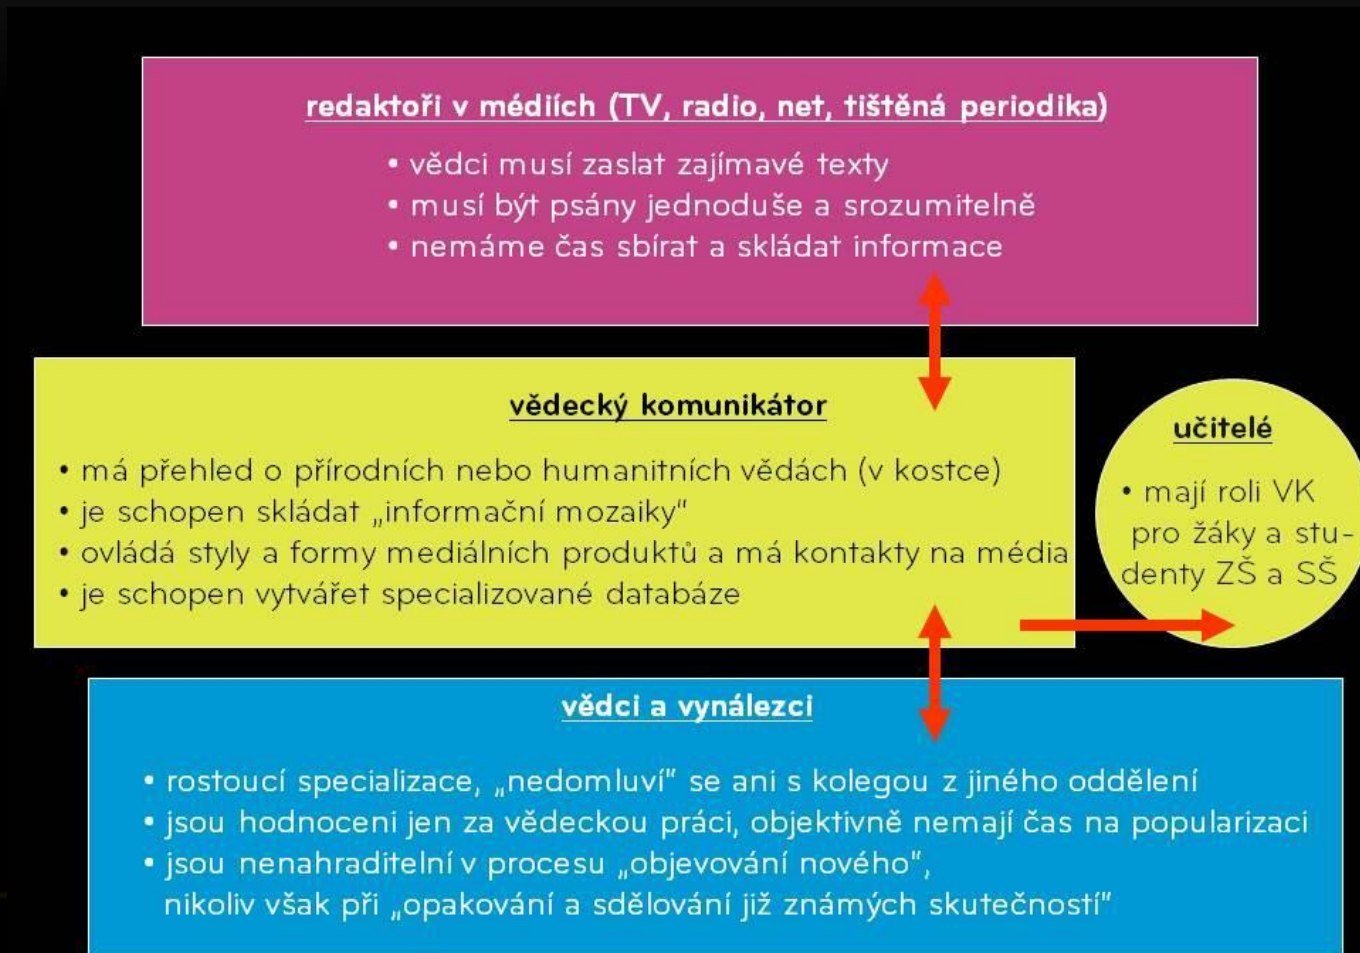 redaktoři v médiích (TV, radio, net, tištěná periodika)
• vědci musí zaslat zajímavé texty
• musí být psány jednoduše a srozumitelně
• nemáme čas sbírat a skládat informace
vědecký komunikátor
• má přehled o přírodních nebo humanitních vědách (v kostce)
• je schopen skládat „informační mozaiky“
• ovládá styly a formy mediálních produktů a má kontakty na média
• je schopen vytvářet specializované databáze
učitelé
• mají roli VK
pro žáky a stu-
denty ZŠ a SŠ
vědci a vynálezci
• rostoucí specializace, „nedomluví“ se ani s kolegou z jiného oddělení
• jsou hodnoceni jen za vědeckou práci, objektivně nemají čas na popularizaci
• jsou nenahraditelní v procesu „objevování nového“,
nikoliv však při „opakování a sdělování již známých skutečností“